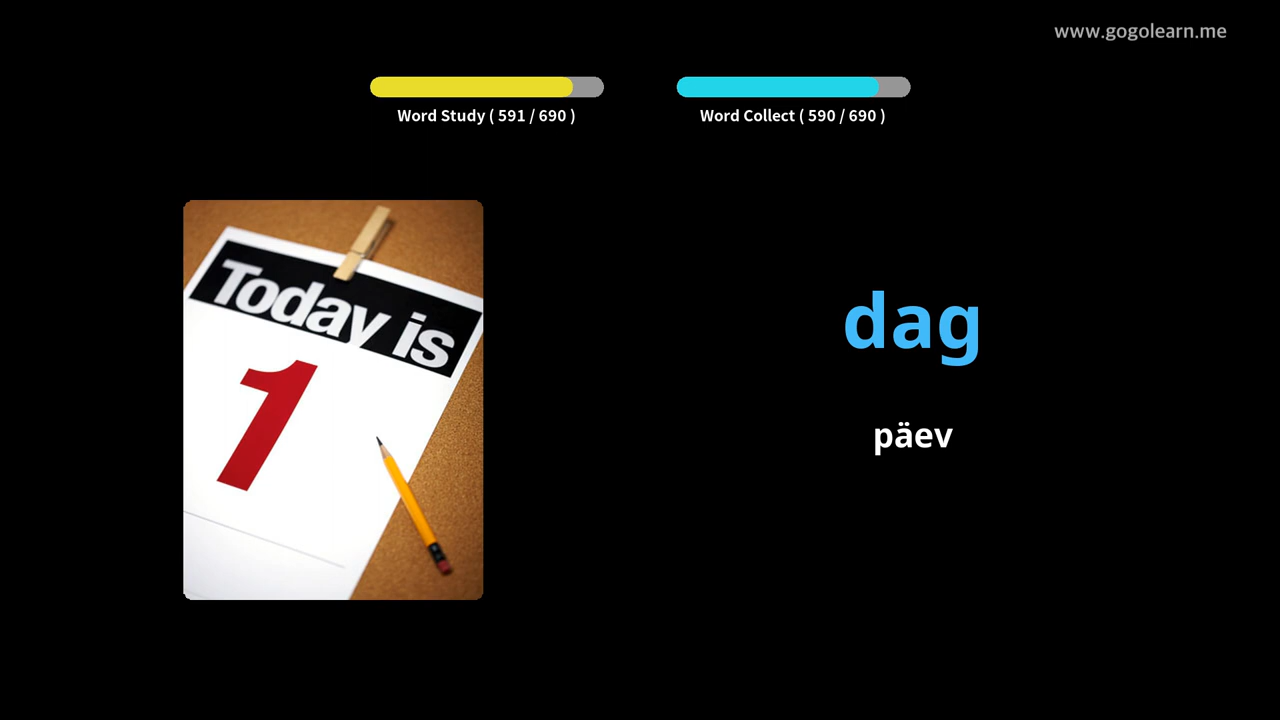 www.gogolearn.me
Word Study ( 591 / 690 )
Word Collect ( 590 / 690 )
Today is
1
dag
päev